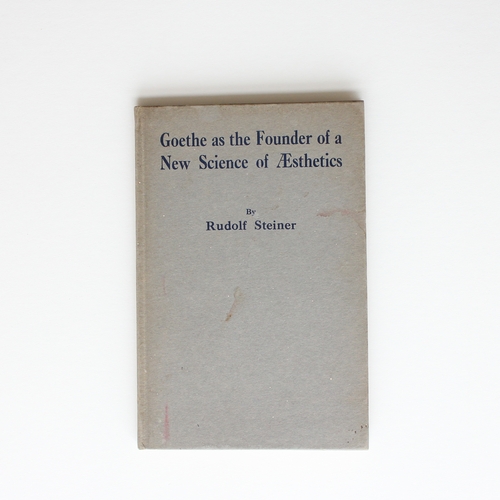 Goethe as the Founder of a
New Science of Æsthetics
By
Rudolf Steiner